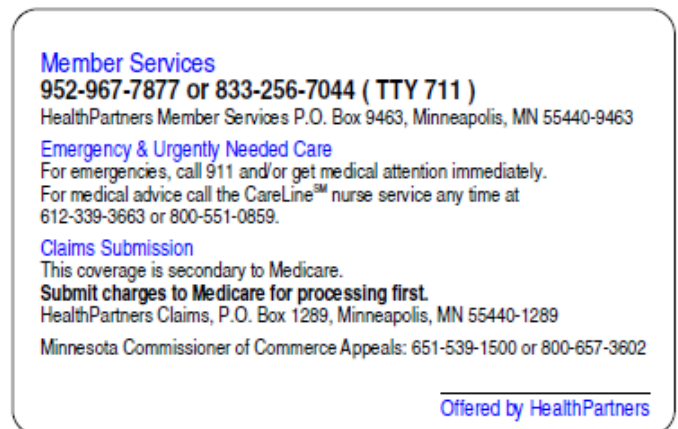 Member Services
952-967-7877 or 833-256-7044 ( TTY 711 )
HealthPartners Member Services P.O. Box 9463, Minneapolis, MN 55440-9463
Emergency & Urgently Needed Care
For emergencies, call 911 and/or get medical attention immediately.
For medical advice call the CareLine℠ nurse service any time at
612-339-3663 or 800-551-0859.
Claims Submission
This coverage is secondary to Medicare.
Submit charges to Medicare for processing first.
HealthPartners Claims, P.O. Box 1289, Minneapolis, MN 55440-1289
Minnesota Commissioner of Commerce Appeals: 651-539-1500 or 800-657-3602
Offered by HealthPartners